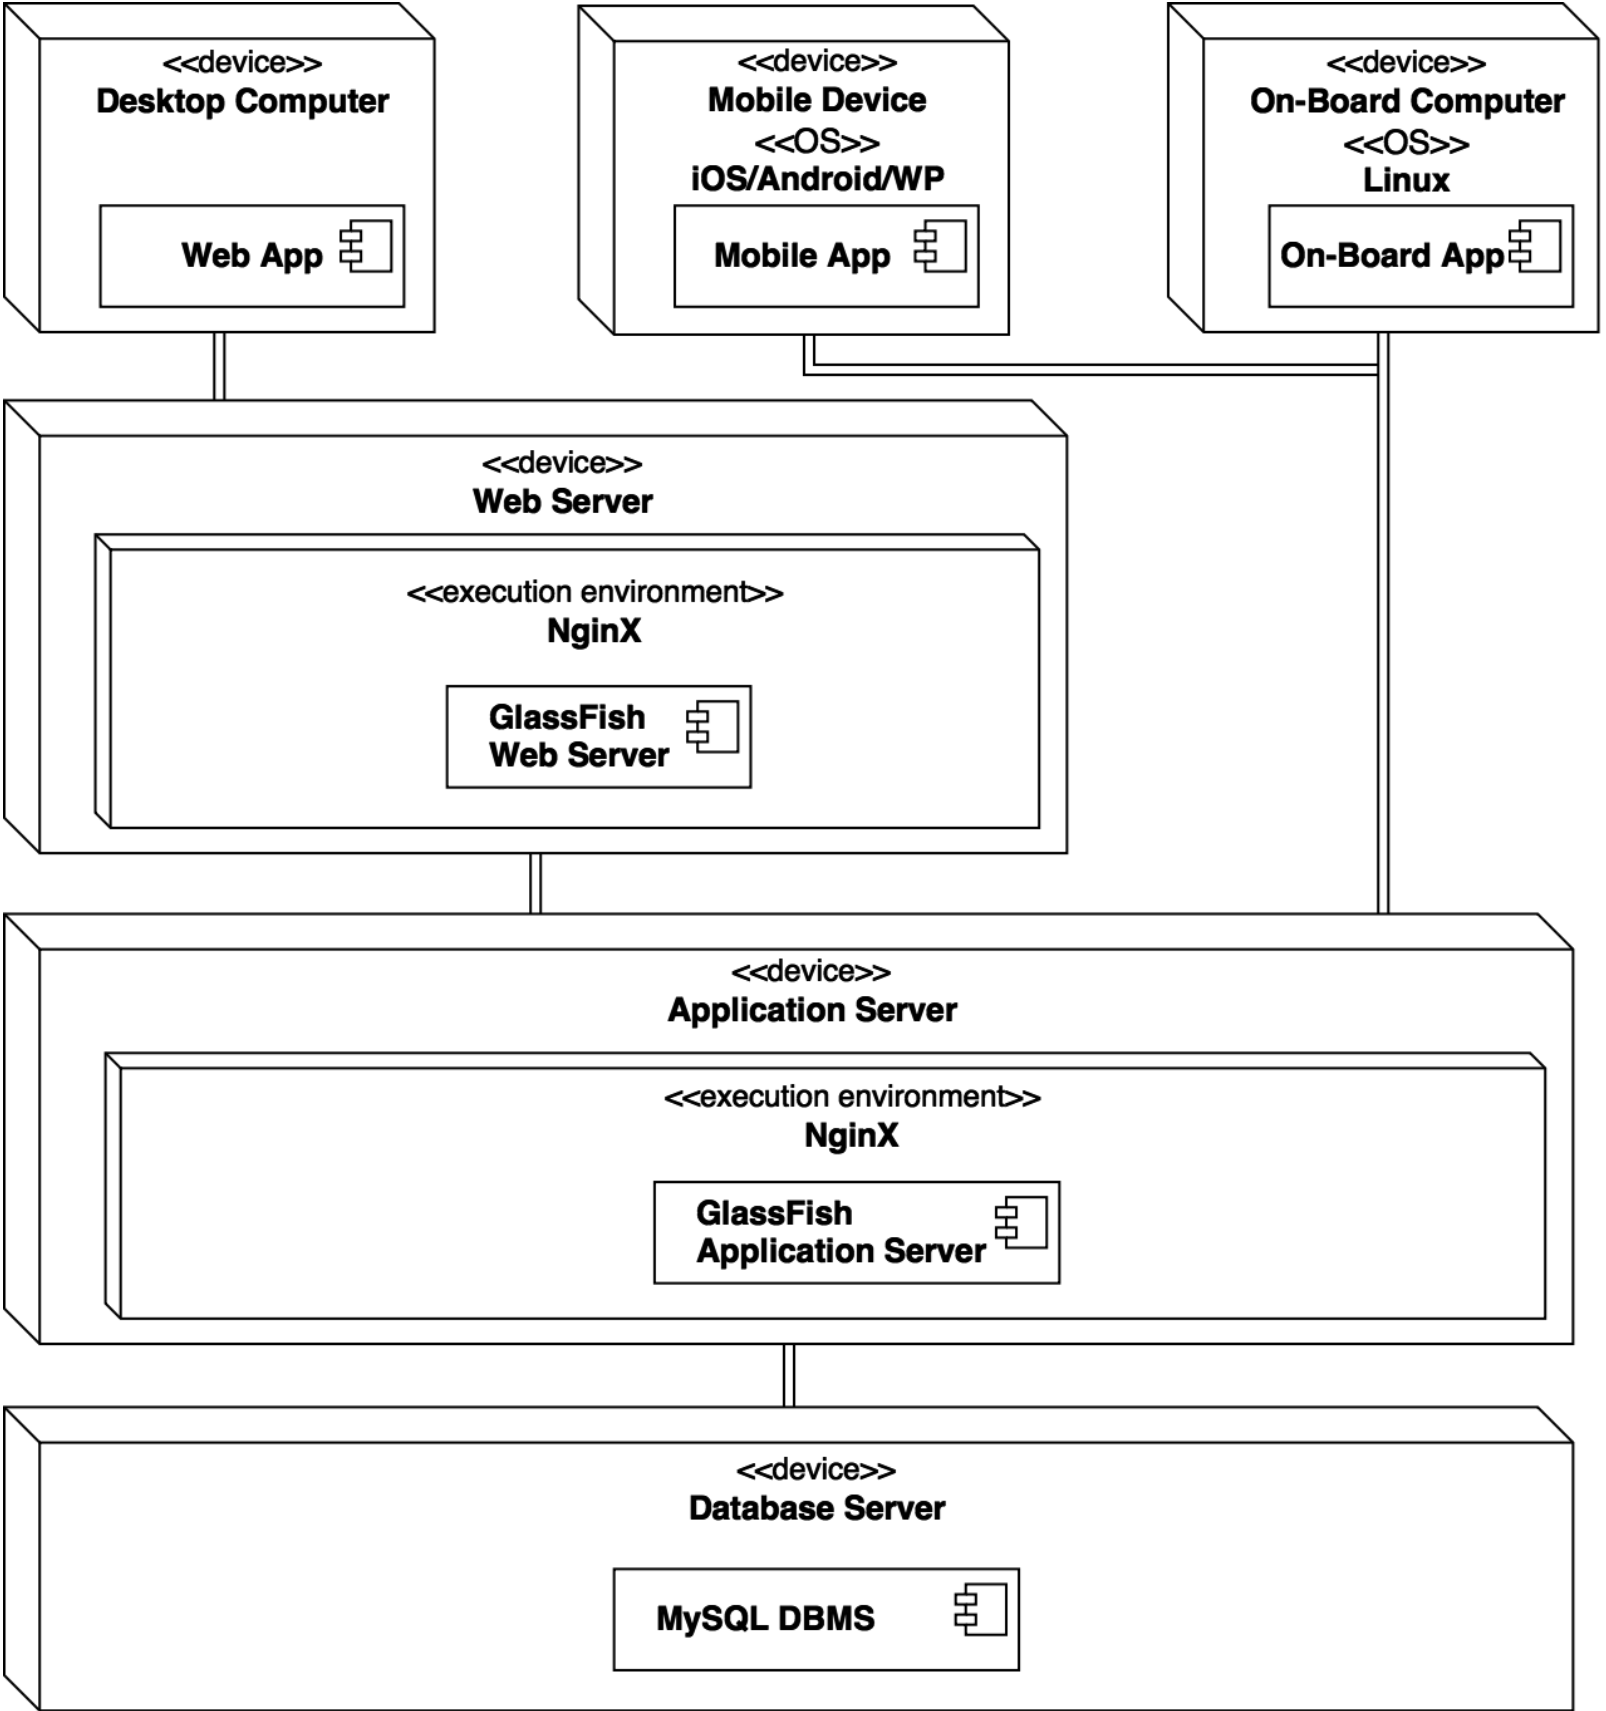 <<device>>
Desktop Computer
Web App
<<device>>
Mobile Device
<<OS>>
iOS/Android/WP
Mobile App
<<device>>
On-Board Computer
<<OS>>
Linux
On-Board App
<<device>>
Web Server
<<execution environment>>
NginX
GlassFish
Web Server
<<device>>
Application Server
<<execution environment>>
NginX
GlassFish
Application Server
<<device>>
Database Server
MySQL DBMS